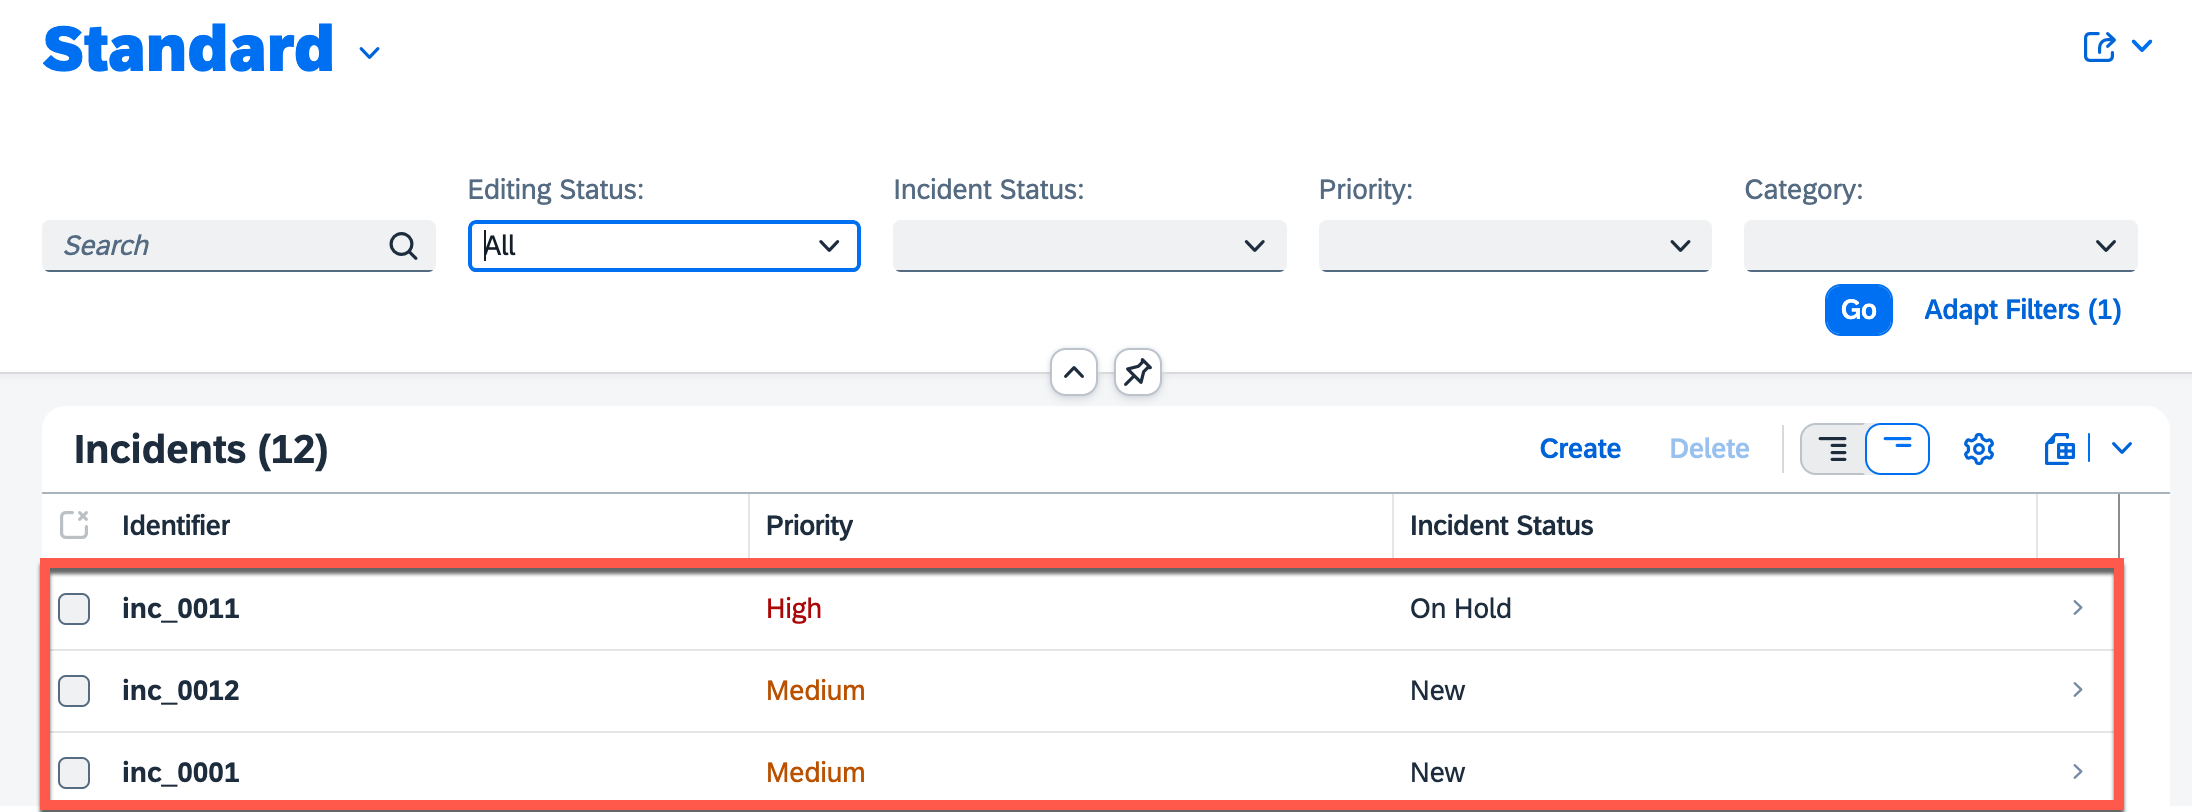 Standard
Editing Status: Incident Status: Priority: Category:
Search All
Go Adapt Filters (1)
Incidents (12) Create Delete
Identifier Priority Incident Status
inc_0011 High On Hold
inc_0012 Medium New
inc_0001 Medium New